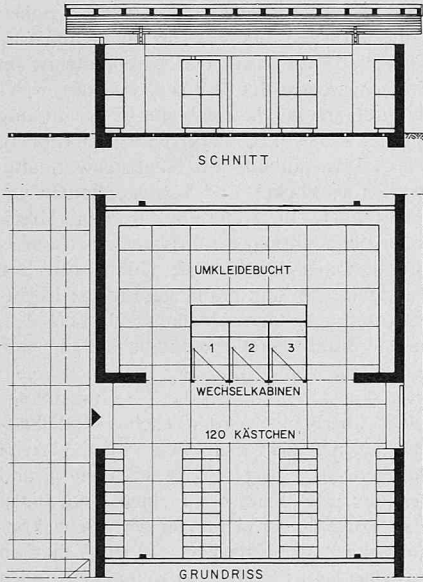 SCHNITT
UMKLEIDEBUCHT
1 2 3
WECHSELKABINEN
120 KÄSTCHEN
GRUNDRISS